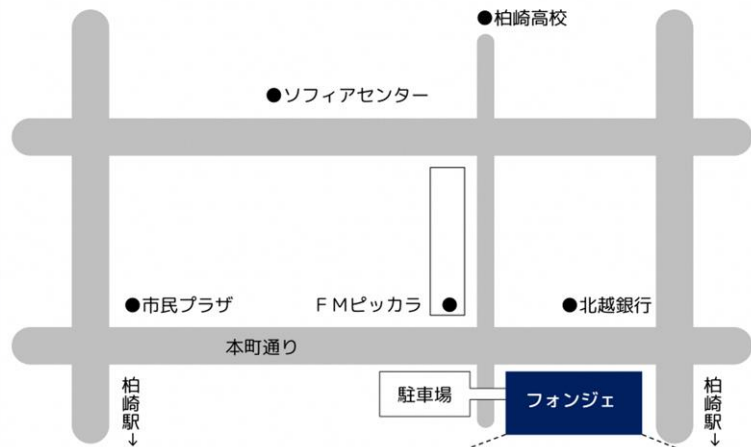 ●柏崎高校
●ソフィアセンター
●市民プラザ
ＦＭピッカラ●
●北越銀行
本町通り
駐車場
フォンジェ
柏崎駅↓
柏崎駅↓